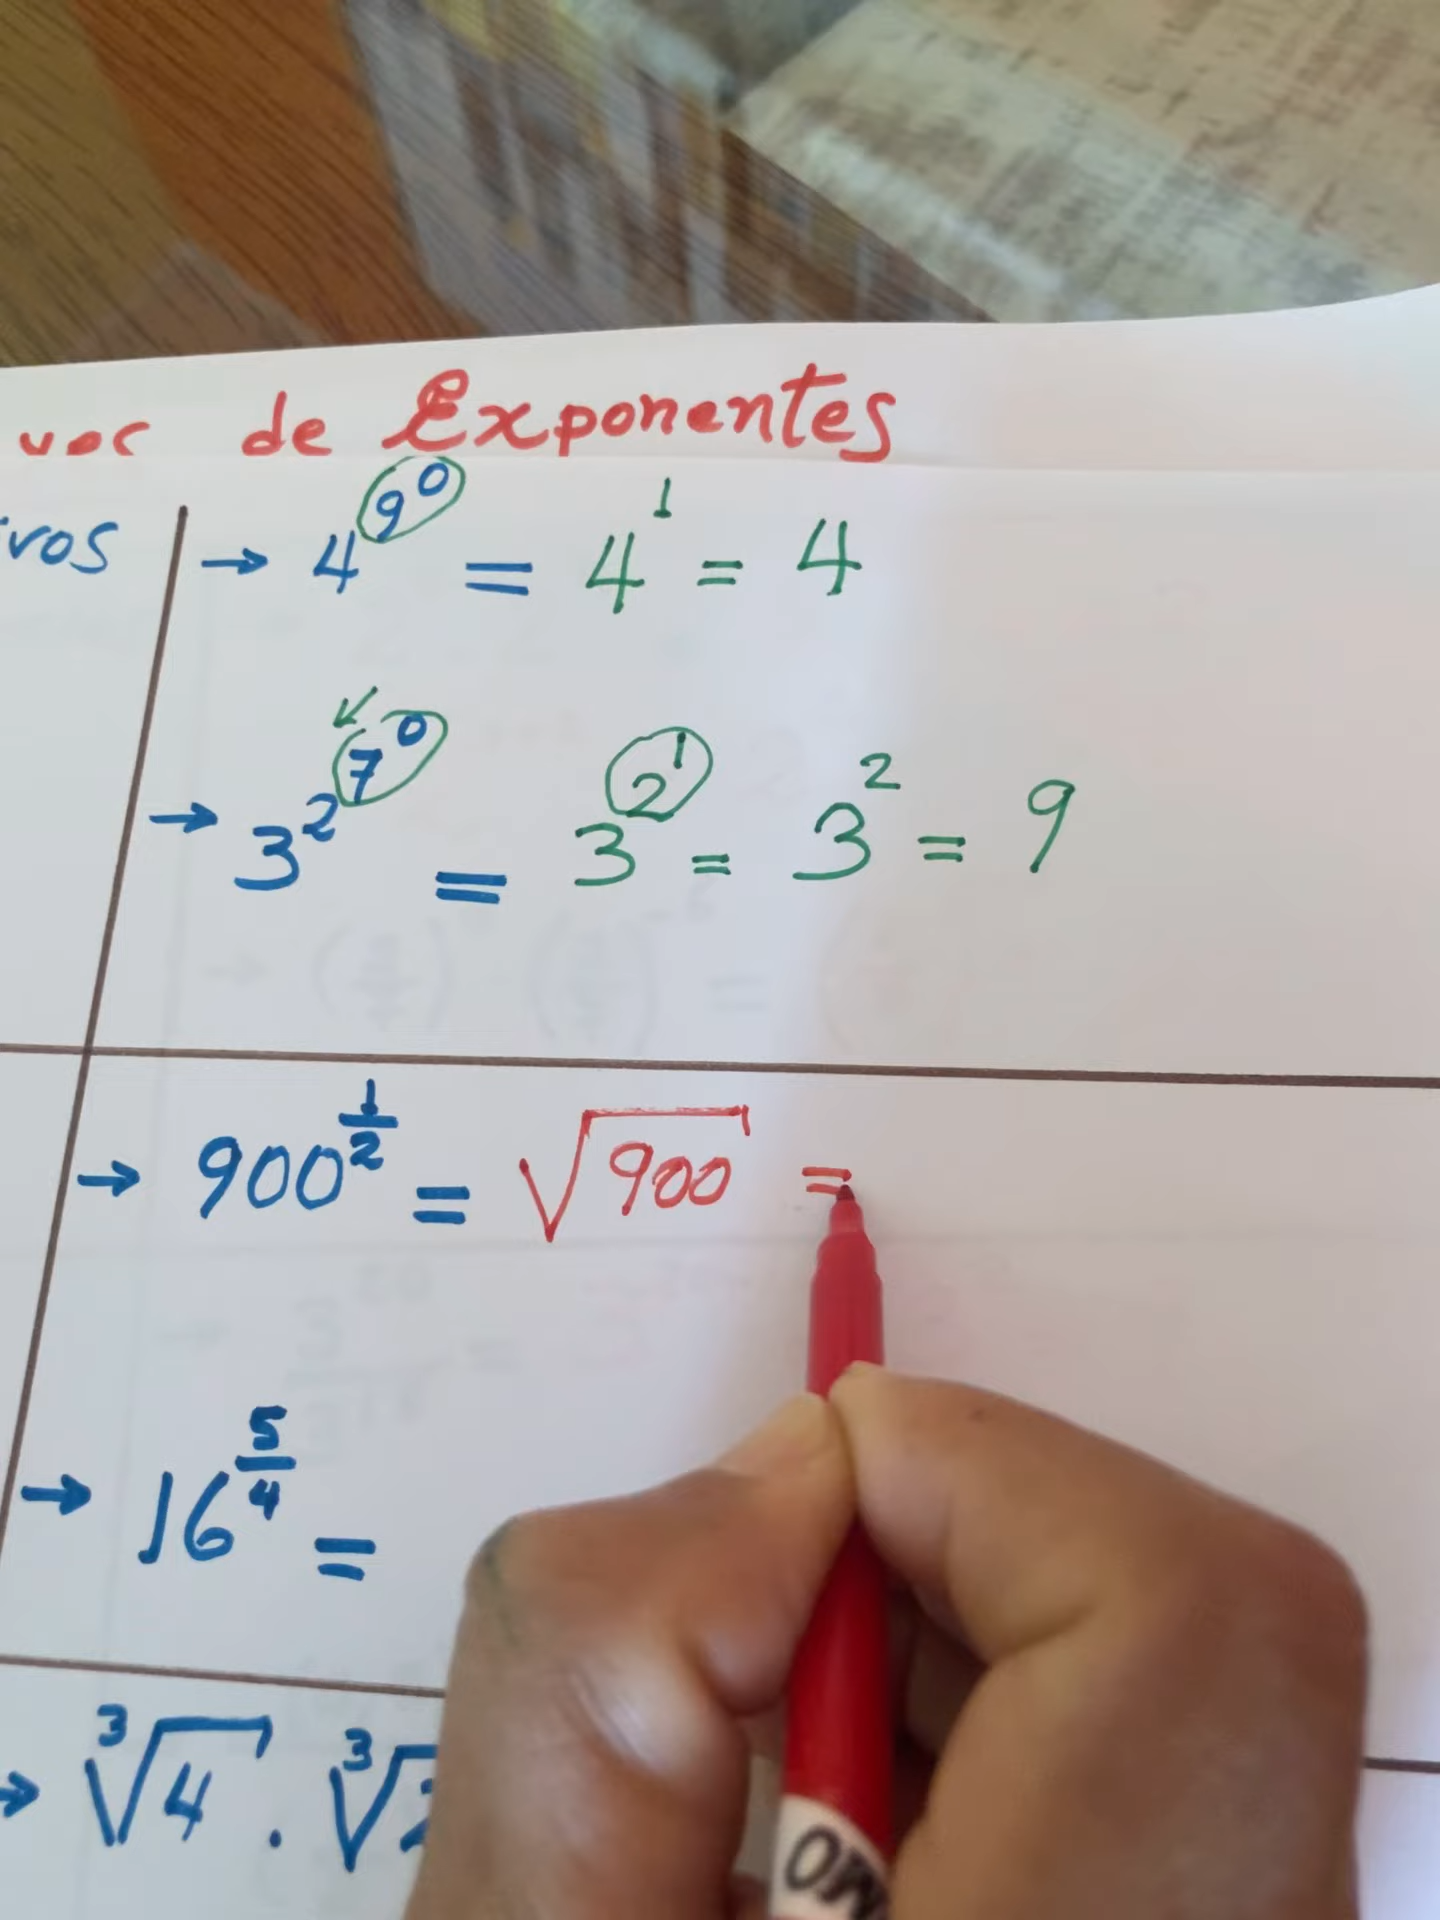 de Exponentes
→ 4^9^0 = 4^1 = 4
→ 3^2^7^0 = 3^2^1 = 3^2 = 9
→ 900^(1/2) = √900 =
→ 16^(5/4) =
→ ∛4 . ∛